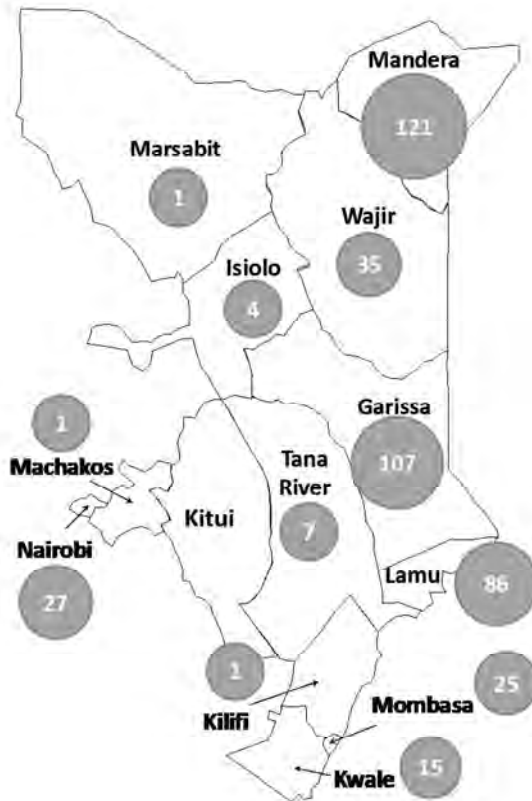 Mandera
121
Marsabit
1
Wajir
35
Isiolo
4
Garissa
107
1
Machakos
Tana
River
7
Kitui
Nairobi
27
Lamu
86
1
Kilifi
Mombasa
25
Kwale
15